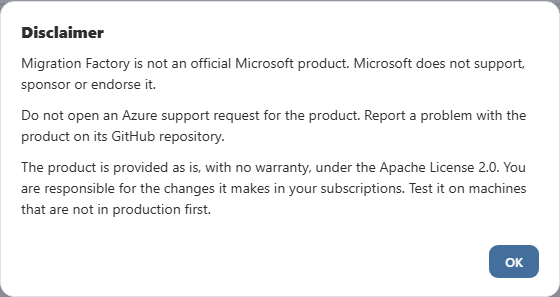 Disclaimer
Migration Factory is not an official Microsoft product. Microsoft does not support,
sponsor or endorse it.
Do not open an Azure support request for the product. Report a problem with the
product on its GitHub repository.
The product is provided as is, with no warranty, under the Apache License 2.0. You
are responsible for the changes it makes in your subscriptions. Test it on machines
that are not in production first.
OK